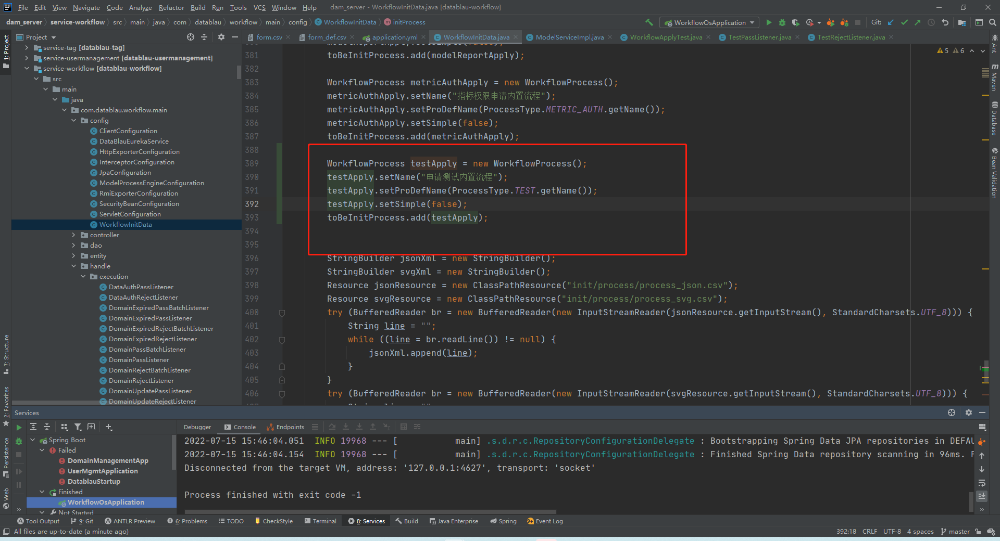 File Edit View Navigate Code Analyze Refactor Build Run Tools VCS Window Help dam_server - WorkflowInitData.java [datablau-workflow]
dam_server service-workflow src main java com datablau workflow main config WorkflowInitData initProcess WorkflowOsApplication Git:
Project
form.csv form_def.csv application.yml WorkflowInitData.java ModelServiceImpl.java WorkflowApplyTest.java TestPassListener.java TestRejectListener.java
1: Project
service-tag [datablau-tag]
service-usermanagement [datablau-usermanagement]
service-workflow [datablau-workflow]
src
main
java
com.datablau.workflow.main
config
ClientConfiguration
DataBlauEurekaService
HttpExporterConfiguration
InterceptorConfiguration
JpaConfiguration
ModelProcessEngineConfiguration
RmiExporterConfiguration
SecurityBeanConfiguration
ServletConfiguration
WorkflowInitData
controller
dao
entity
handle
execution
DataAuthPassListener
DataAuthRejectListener
DomainExpiredPassBatchListener
DomainExpiredPassListener
DomainExpiredRejectBatchListener
DomainExpiredRejectListener
DomainPassBatchListener
DomainPassListener
DomainRejectBatchListener
DomainRejectListener
DomainUpdatePassListener
DomainUpdateRejectListener
7: Structure
2: Favorites
Persistence
Web
5 6
381 toBeInitProcess.add(modelReportApply);
382
383 WorkflowProcess metricAuthApply = new WorkflowProcess();
384 metricAuthApply.setName("指标权限申请内置流程");
385 metricAuthApply.setProDefName(ProcessType.METRIC_AUTH.getName());
386 metricAuthApply.setSimple(false);
387 toBeInitProcess.add(metricAuthApply);
388
389 WorkflowProcess testApply = new WorkflowProcess();
390 testApply.setName("申请测试内置流程");
391 testApply.setProDefName(ProcessType.TEST.getName());
392 testApply.setSimple(false);
393 toBeInitProcess.add(testApply);
394
395
396 StringBuilder jsonXml = new StringBuilder();
397 StringBuilder svgXml = new StringBuilder();
398 Resource jsonResource = new ClassPathResource("init/process/process_json.csv");
399 Resource svgResource = new ClassPathResource("init/process/process_svg.csv");
400 try (BufferedReader br = new BufferedReader(new InputStreamReader(jsonResource.getInputStream(), StandardCharsets.UTF_8))) {
401 String line = "";
402 while ((line = br.readLine()) != null) {
403 jsonXml.append(line);
404 }
405 }
406 try (BufferedReader br = new BufferedReader(new InputStreamReader(svgResource.getInputStream(), StandardCharsets.UTF_8))) {
Ant
Maven
Database
Bean Validation
Services
Debugger Console Endpoints
Spring Boot
Failed
DomainManagementApp
UserMgmtApplication
DatablauStartup
Finished
WorkflowOsApplication
Not Started
2022-07-15 15:46:04.051 INFO 19968 --- [ main] .s.d.r.c.RepositoryConfigurationDelegate : Bootstrapping Spring Data JPA repositories in DEFAU
2022-07-15 15:46:04.154 INFO 19968 --- [ main] .s.d.r.c.RepositoryConfigurationDelegate : Finished Spring Data repository scanning in 96ms. F
Disconnected from the target VM, address: '127.0.0.1:4627', transport: 'socket'
Process finished with exit code -1
Tool Output 9: Git ANTLR Preview 6: Problems TODO CheckStyle Terminal 8: Services Build Java Enterprise Spring Event Log
All files are up-to-date (a minute ago) 392:18 CRLF UTF-8 4 spaces master